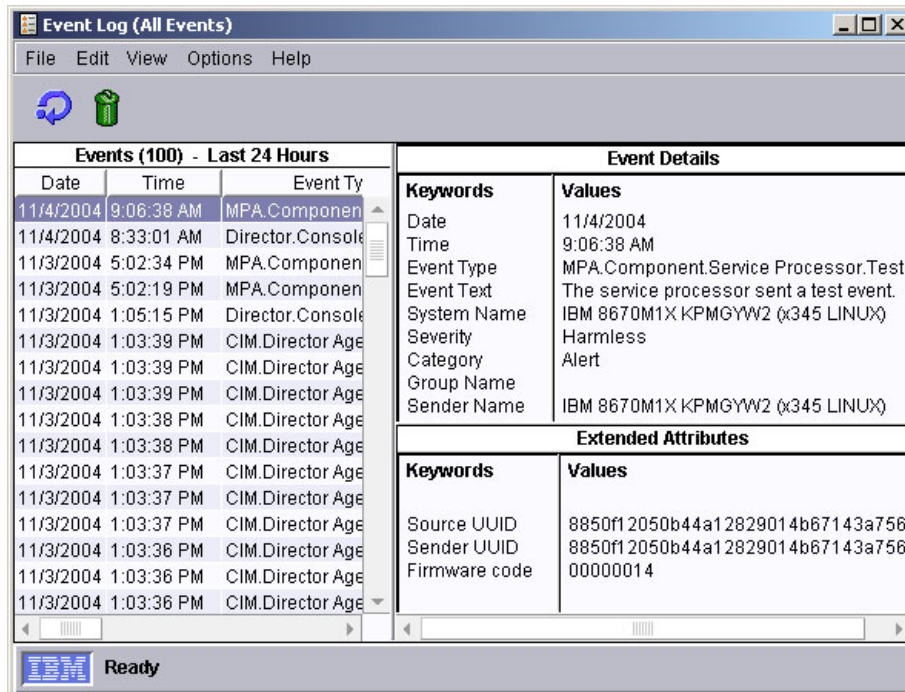 Event Log (All Events)
File Edit View Options Help
Events (100) - Last 24 Hours
Date Time Event Ty
11/4/2004 9:06:38 AM MPA.Componen
11/4/2004 8:33:01 AM Director.Console
11/3/2004 5:02:34 PM MPA.Componen
11/3/2004 5:02:19 PM MPA.Componen
11/3/2004 1:05:15 PM Director.Console
11/3/2004 1:03:39 PM CIM.Director Age
11/3/2004 1:03:39 PM CIM.Director Age
11/3/2004 1:03:39 PM CIM.Director Age
11/3/2004 1:03:38 PM CIM.Director Age
11/3/2004 1:03:38 PM CIM.Director Age
11/3/2004 1:03:37 PM CIM.Director Age
11/3/2004 1:03:37 PM CIM.Director Age
11/3/2004 1:03:37 PM CIM.Director Age
11/3/2004 1:03:36 PM CIM.Director Age
11/3/2004 1:03:36 PM CIM.Director Age
11/3/2004 1:03:36 PM CIM.Director Age
Event Details
Keywords Values
Date 11/4/2004
Time 9:06:38 AM
Event Type MPA.Component.Service Processor.Test
Event Text The service processor sent a test event.
System Name IBM 8670M1X KPMGYW2 (x345 LINUX)
Severity Harmless
Category Alert
Group Name
Sender Name IBM 8670M1X KPMGYW2 (x345 LINUX)
Extended Attributes
Keywords Values
Source UUID 8850f12050b44a12829014b67143a756
Sender UUID 8850f12050b44a12829014b67143a756
Firmware code 00000014
IBM Ready